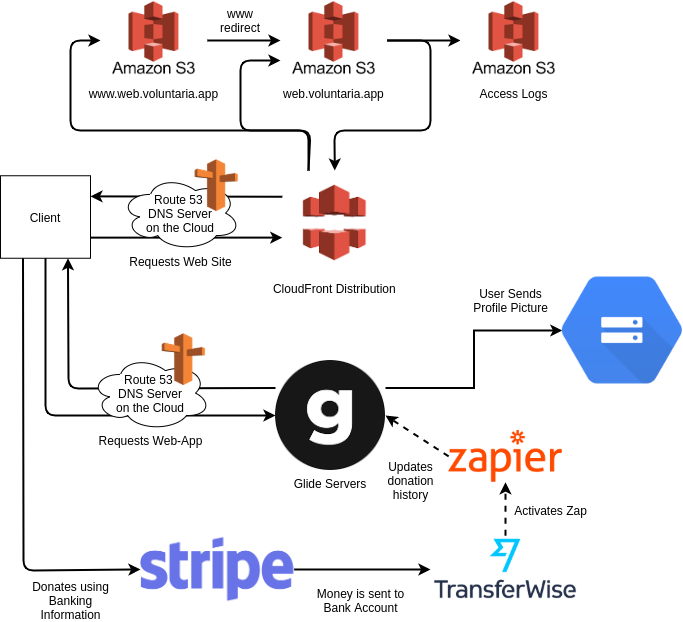 www
redirect
Amazon S3
Amazon S3
Amazon S3
www.web.voluntaria.app
web.voluntaria.app
Access Logs
Client
Route 53
DNS Server
on the Cloud
Requests Web Site
CloudFront Distribution
User Sends
Profile Picture
Route 53
DNS Server
on the Cloud
Requests Web-App
g
Glide Servers
Updates
donation
history
zapier
Activates Zap
stripe
Donates using
Banking
Information
Money is sent to
Bank Account
TransferWise